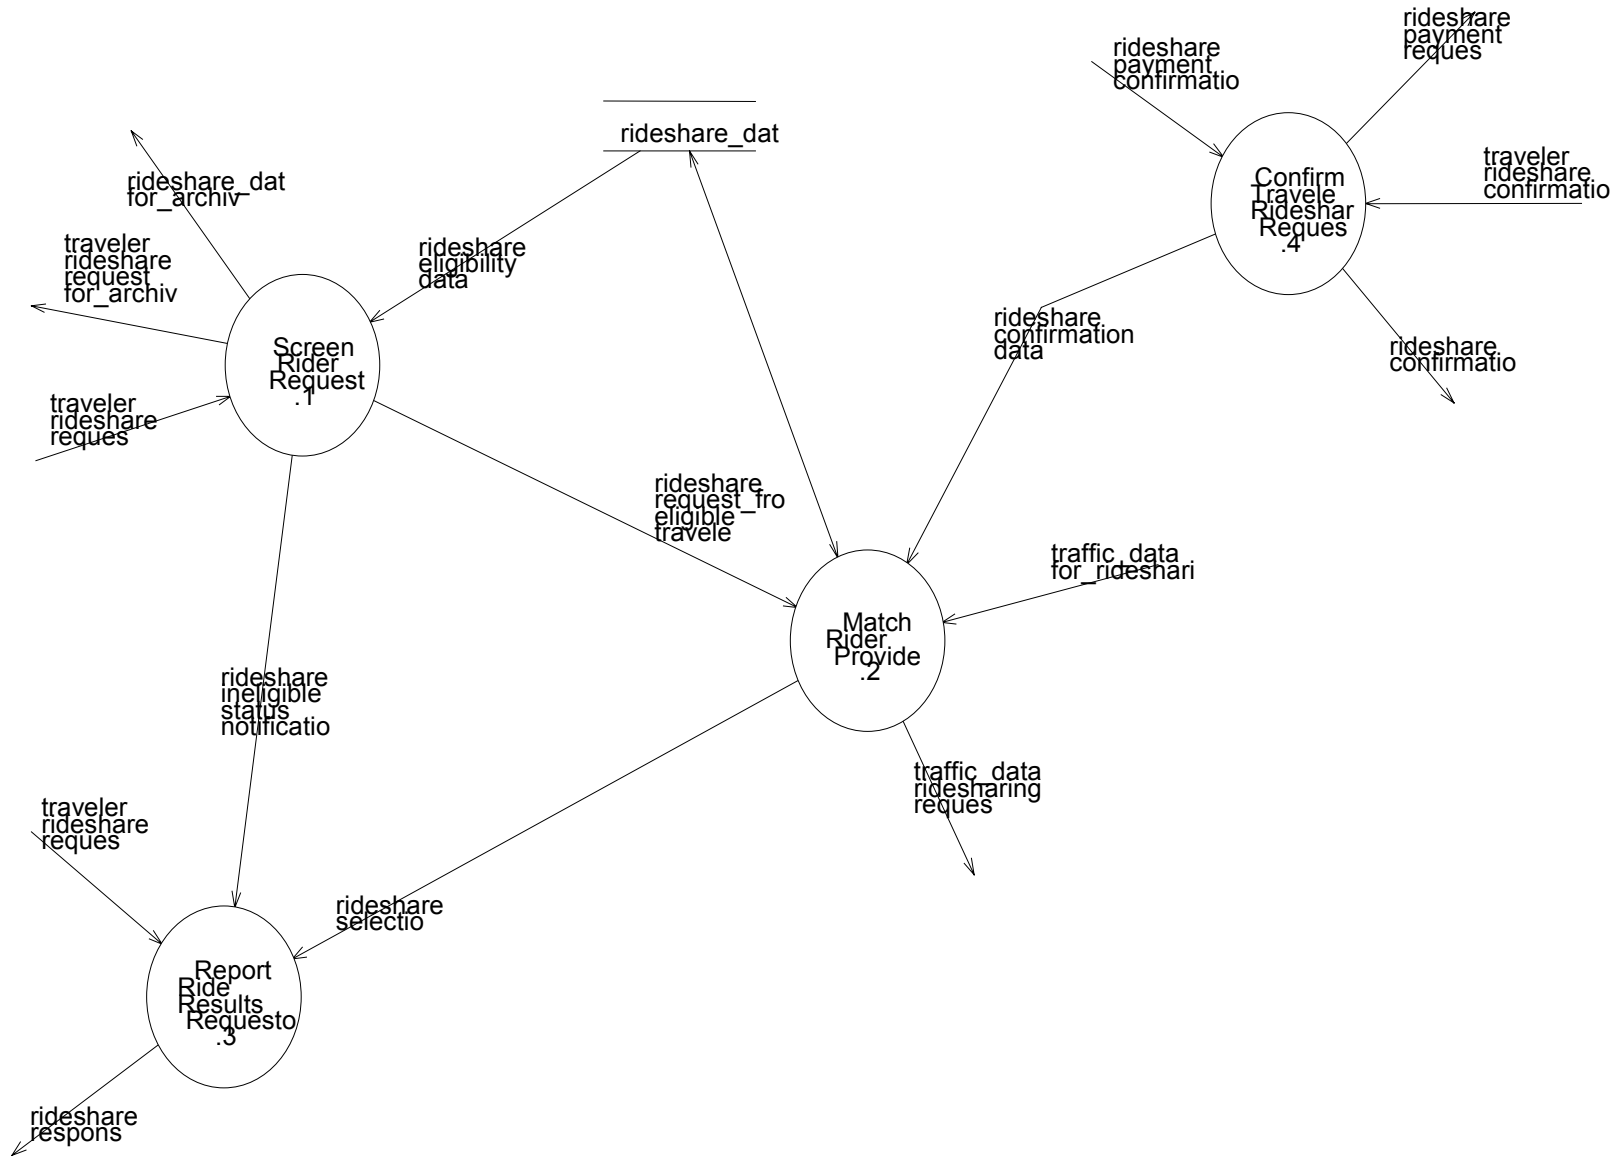 rideshare
payment
reques
rideshare
payment
confirmatio
rideshare_dat
traveler
rideshare
confirmatio
Confirm
Travele
Rideshar
Reques
.4
rideshare_dat
for_archiv
traveler
rideshare
request
for_archiv
rideshare
eligibility
data
rideshare
confirmation
data
rideshare
confirmatio
Screen
Rider
Request
.1
traveler
rideshare
reques
rideshare
request_fro
eligible
travele
traffic_data
for_rideshari
Match
Rider
Provide
.2
rideshare
ineligible
status
notificatio
traffic_data
ridesharing
reques
traveler
rideshare
reques
rideshare
selectio
Report
Ride
Results
Requesto
.3
rideshare
respons